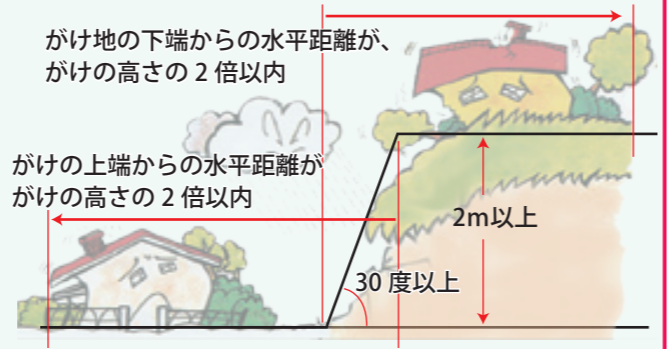 がけ地の下端からの水平距離が、
がけの高さの 2 倍以内
がけの上端からの水平距離が
がけの高さの 2 倍以内
2m以上
30 度以上